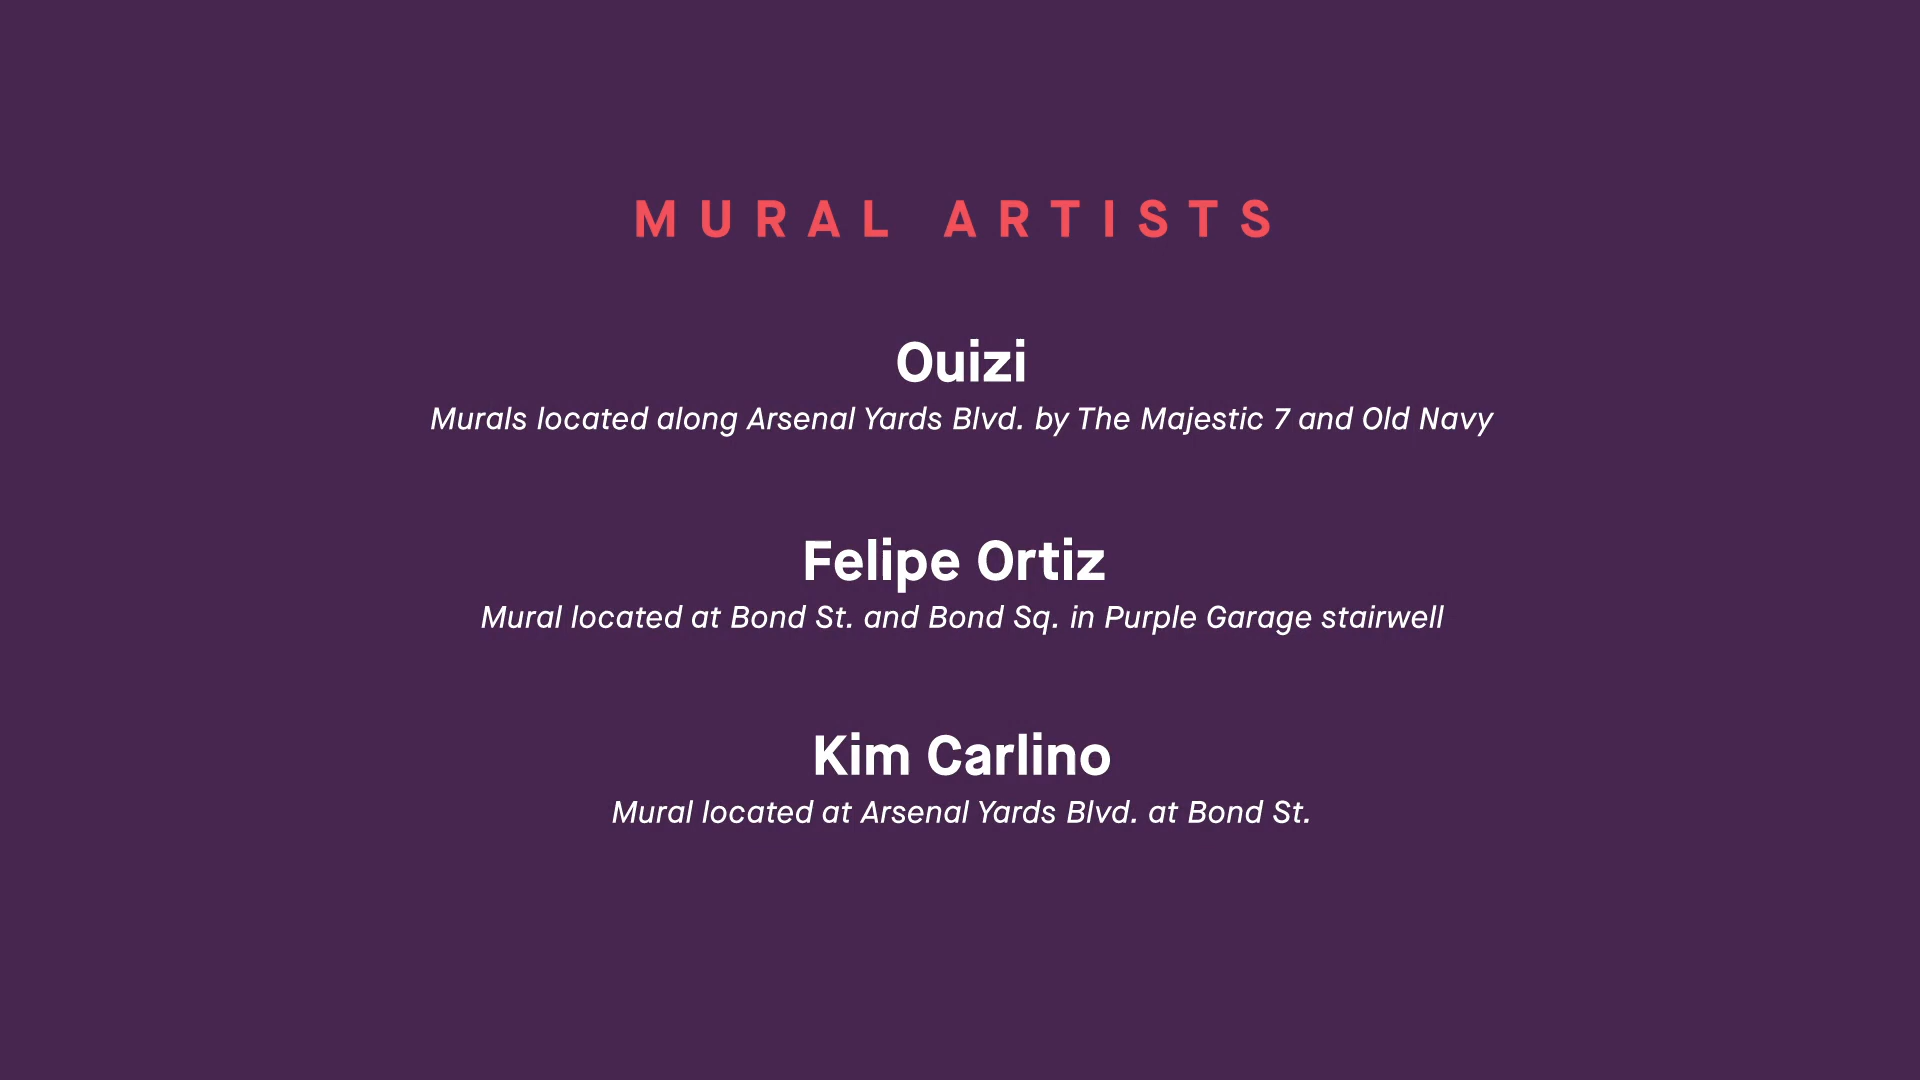 MURAL ARTISTS
Ouizi
Murals located along Arsenal Yards Blvd. by The Majestic 7 and Old Navy
Felipe Ortiz
Mural located at Bond St. and Bond Sq. in Purple Garage stairwell
Kim Carlino
Mural located at Arsenal Yards Blvd. at Bond St.